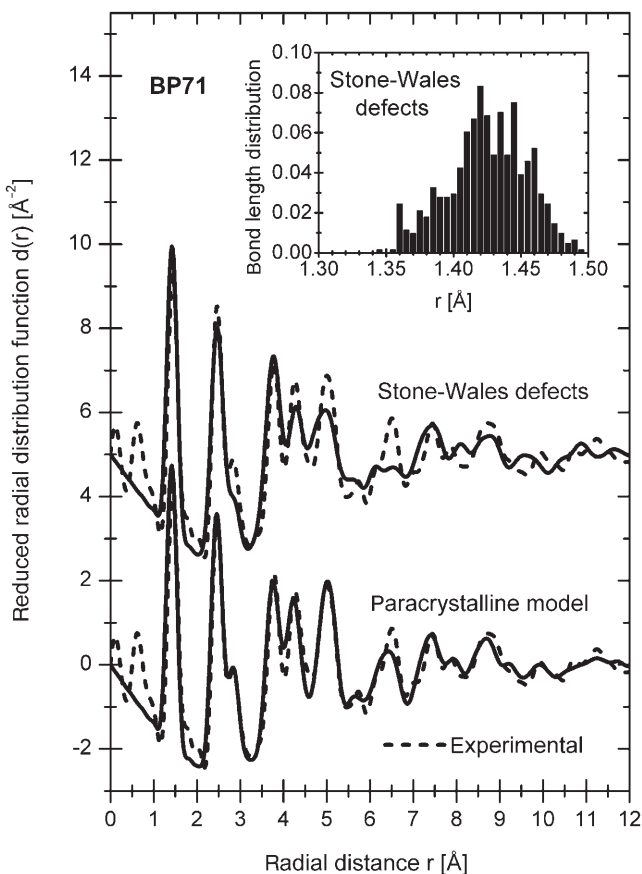 BP71
Stone-Wales
defects
Bond length distribution
0.10
0.08
0.06
0.04
0.02
0.00
1.30 1.35 1.40 1.45 1.50
r [Å]
Reduced radial distribution function d(r) [Å⁻²]
14
12
10
8
6
4
2
0
-2
Stone-Wales defects
Paracrystalline model
Experimental
0 1 2 3 4 5 6 7 8 9 10 11 12
Radial distance r [Å]